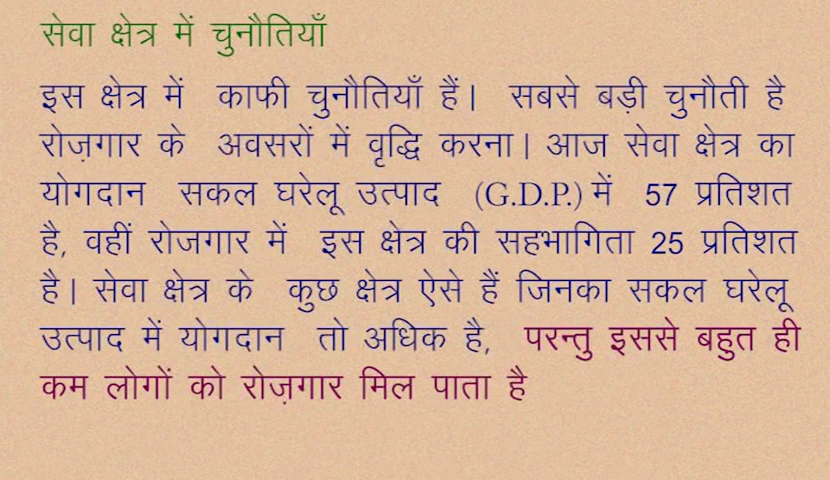 सेवा क्षेत्र में चुनौतियाँ
इस क्षेत्र में काफी चुनौतियाँ हैं। सबसे बड़ी चुनौती है
रोज़गार के अवसरों में वृद्धि करना। आज सेवा क्षेत्र का
योगदान सकल घरेलू उत्पाद (G.D.P.) में 57 प्रतिशत
है, वहीं रोजगार में इस क्षेत्र की सहभागिता 25 प्रतिशत
है। सेवा क्षेत्र के कुछ क्षेत्र ऐसे हैं जिनका सकल घरेलू
उत्पाद में योगदान तो अधिक है, परन्तु इससे बहुत ही
कम लोगों को रोज़गार मिल पाता है